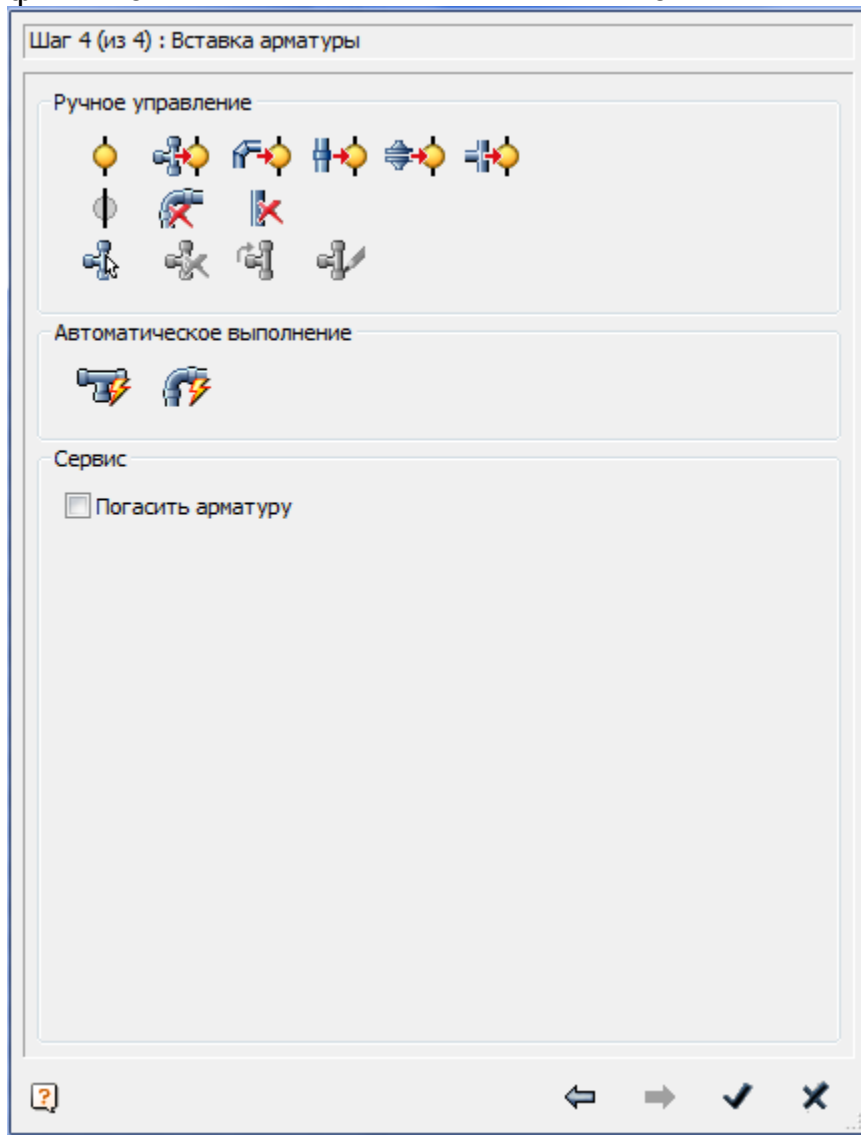 Шаг 4 (из 4) : Вставка арматуры
Ручное управление
Автоматическое выполнение
Сервис
Погасить арматуру
?